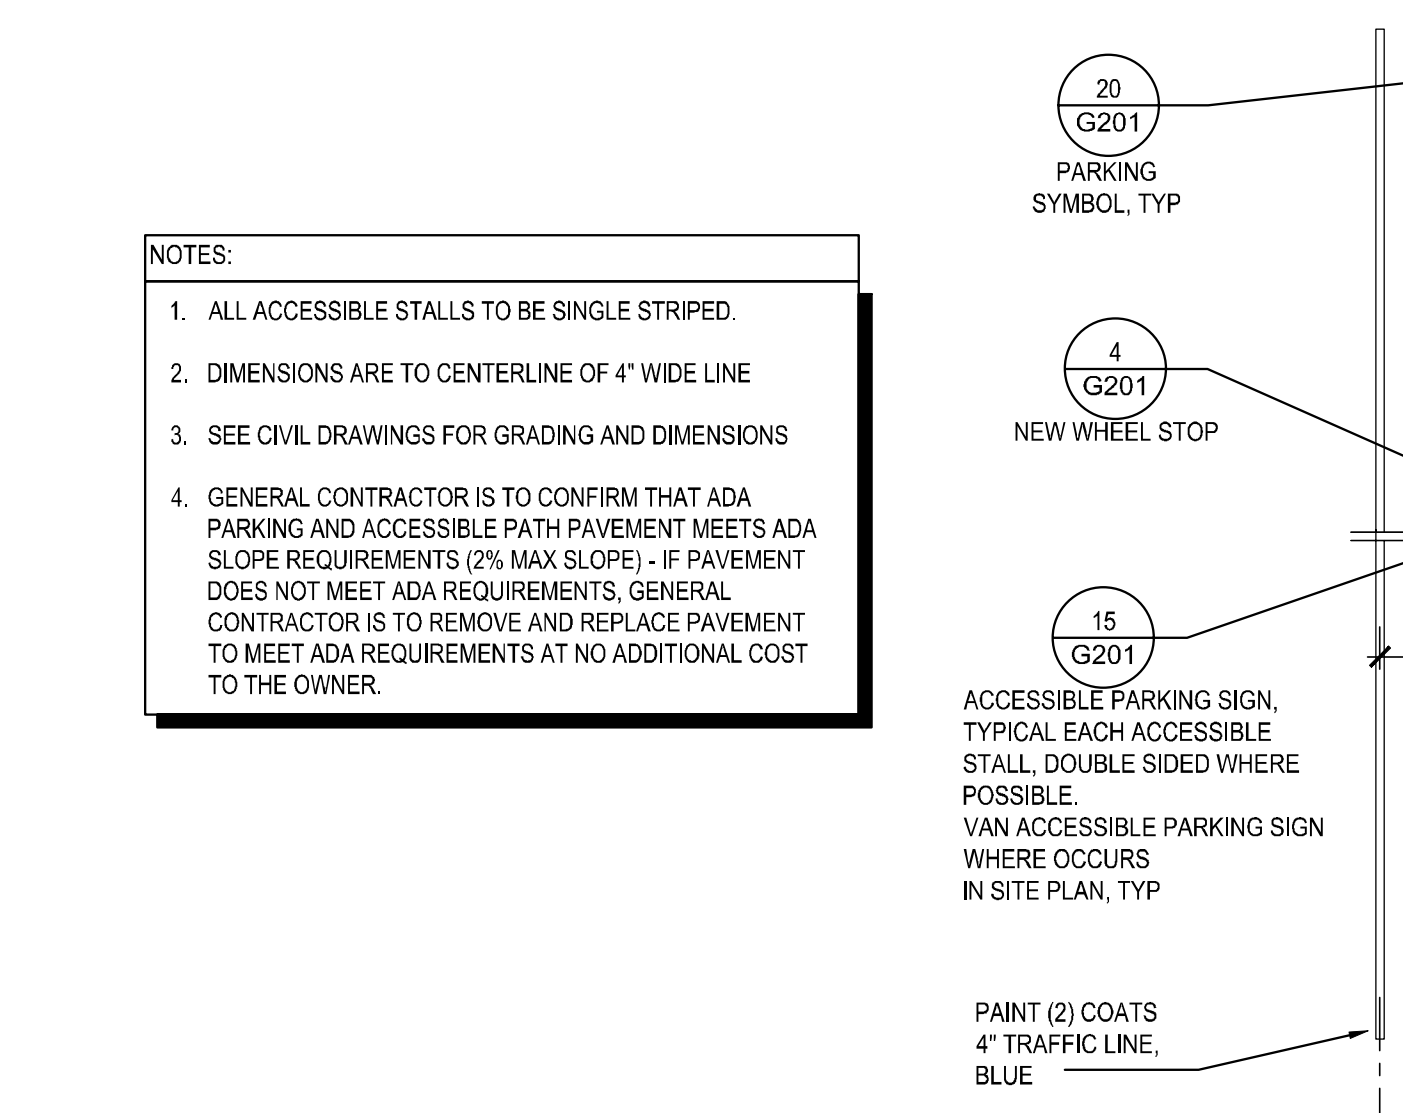 NOTES:
1. ALL ACCESSIBLE STALLS TO BE SINGLE STRIPED.
2. DIMENSIONS ARE TO CENTERLINE OF 4" WIDE LINE
3. SEE CIVIL DRAWINGS FOR GRADING AND DIMENSIONS
4. GENERAL CONTRACTOR IS TO CONFIRM THAT ADA
PARKING AND ACCESSIBLE PATH PAVEMENT MEETS ADA
SLOPE REQUIREMENTS (2% MAX SLOPE) - IF PAVEMENT
DOES NOT MEET ADA REQUIREMENTS, GENERAL
CONTRACTOR IS TO REMOVE AND REPLACE PAVEMENT
TO MEET ADA REQUIREMENTS AT NO ADDITIONAL COST
TO THE OWNER.
20
G201
PARKING
SYMBOL, TYP
4
G201
NEW WHEEL STOP
15
G201
ACCESSIBLE PARKING SIGN,
TYPICAL EACH ACCESSIBLE
STALL, DOUBLE SIDED WHERE
POSSIBLE.
VAN ACCESSIBLE PARKING SIGN
WHERE OCCURS
IN SITE PLAN, TYP
PAINT (2) COATS
4" TRAFFIC LINE,
BLUE